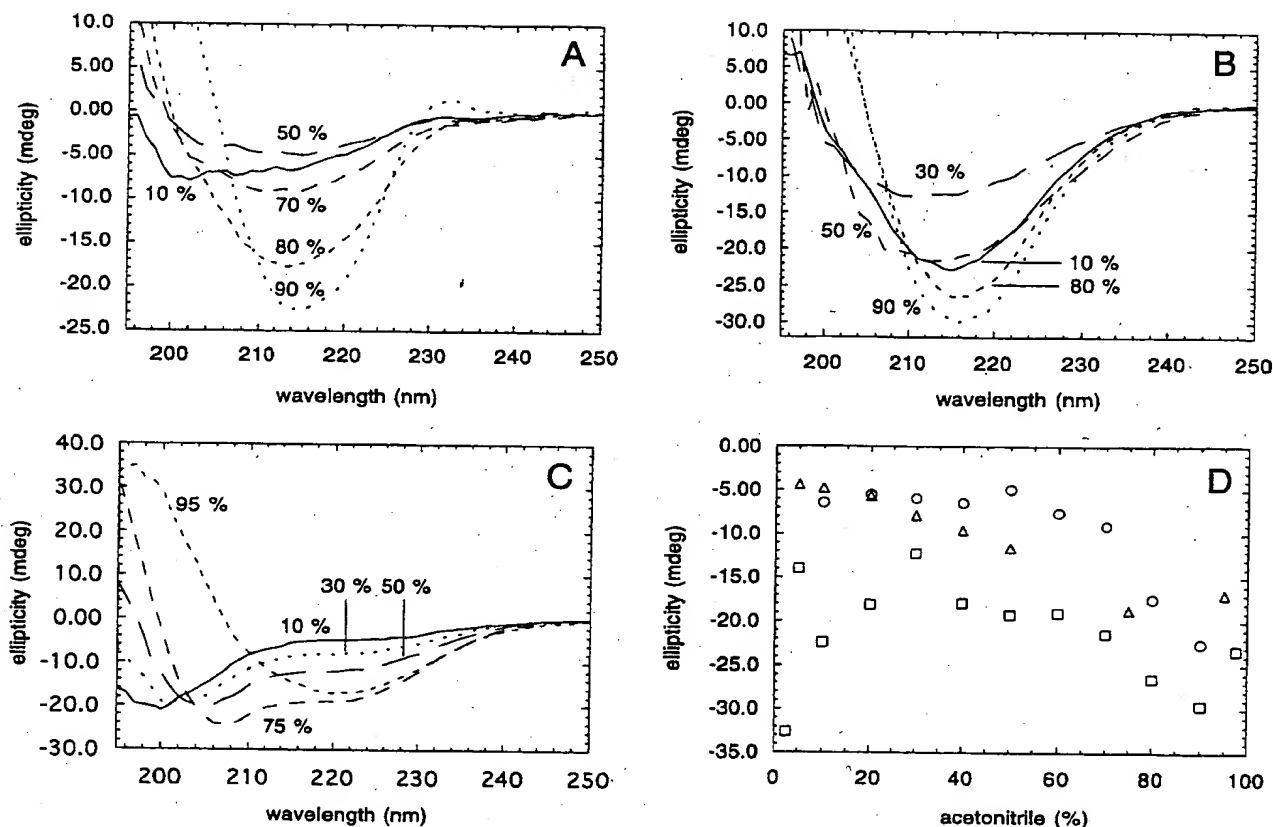 10.0
5.00
0.00
-5.00
-10.0
-15.0
-20.0
-25.0
ellipticity (mdeg)
A
50 %
10 %
70 %
80 %
90 %
200 210 220 230 240 250
wavelength (nm)
10.0
5.0
0.00
-5.00
-10.0
-15.0
-20.0
-25.0
-30.0
ellipticity (mdeg)
B
30 %
50 %
10 %
80 %
90 %
200 210 220 230 240 250
wavelength (nm)
40.0
30.0
20.0
10.0
0.00
-10.0
-20.0
-30.0
ellipticity (mdeg)
C
95 %
30 % 50 %
10 %
75 %
200 210 220 230 240 250
wavelength (nm)
0.00
-5.00
-10.0
-15.0
-20.0
-25.0
-30.0
-35.0
ellipticity (mdeg)
D
0 20 40 60 80 100
acetonitrile (%)